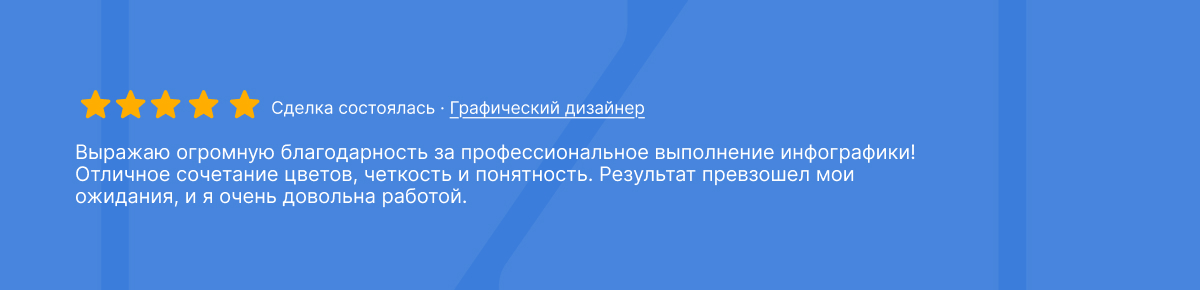 Сделка состоялась · Графический дизайнер
Выражаю огромную благодарность за профессиональное выполнение инфографики!
Отличное сочетание цветов, четкость и понятность. Результат превзошел мои
ожидания, и я очень довольна работой.